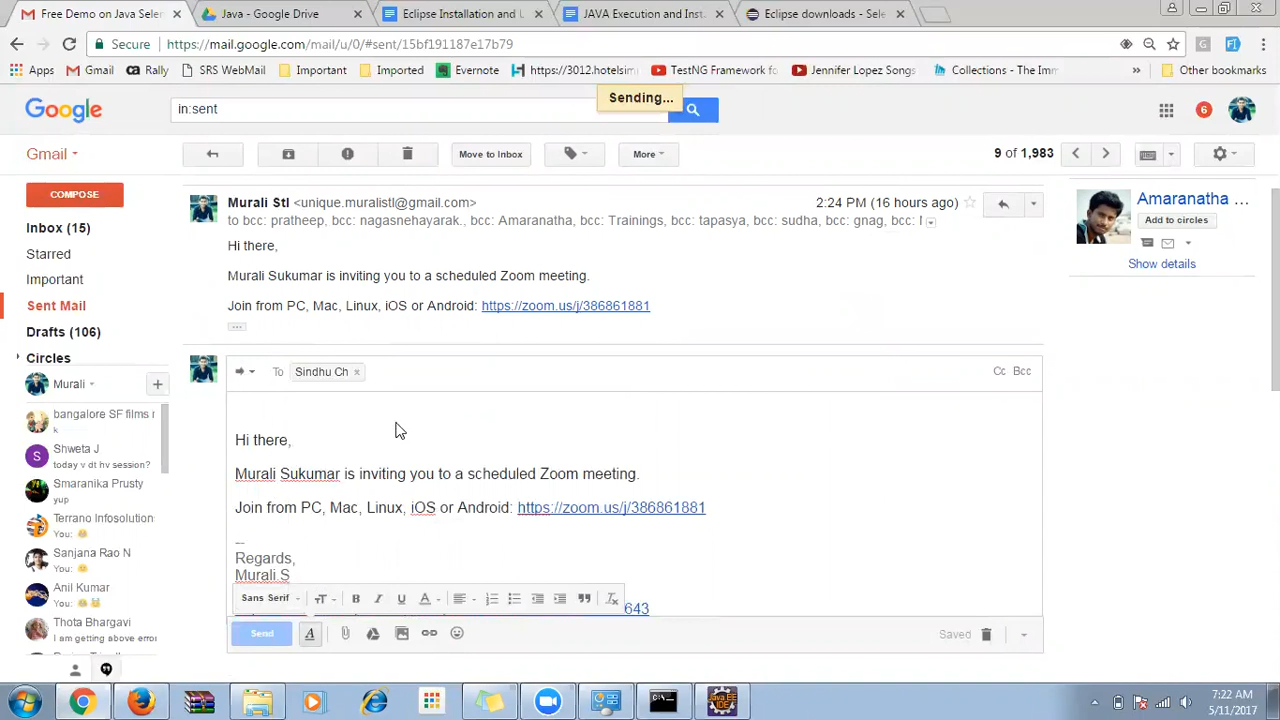 Free Demo on Java Selen
Java - Google Drive
Eclipse Installation and U
JAVA Execution and Inst
Eclipse downloads - Sele
Secure
https://mail.google.com/mail/u/0/#sent/15bf191187e17b79
Apps
Gmail
Rally
SRS WebMail
Important
Imported
Evernote
https://3012.hotelsim
TestNG Framework fo
Jennifer Lopez Songs
Collections - The Imm
Other bookmarks
Google
in:sent
Sending...
6
Gmail
Move to Inbox
More
9 of 1,983
COMPOSE
Inbox (15)
Starred
Important
Sent Mail
Drafts (106)
Circles
Murali
bangalore SF films
k
Shweta J
today v dt hv session?
Smaranika Prusty
yup
Terrano Infosolution
You:
Sanjana Rao N
You:
Anil Kumar
You:
Thota Bhargavi
I am getting above error
Murali Stl <unique.muralistl@gmail.com>
2:24 PM (16 hours ago)
to bcc: pratheep, bcc: nagasnehayarak., bcc: Amaranatha, bcc: Trainings, bcc: tapasya, bcc: sudha, bcc: gnag, bcc:
Hi there,
Murali Sukumar is inviting you to a scheduled Zoom meeting.
Join from PC, Mac, Linux, iOS or Android: https://zoom.us/j/386861881
...
To Sindhu Ch x
Cc Bcc
Hi there,
Murali Sukumar is inviting you to a scheduled Zoom meeting.
Join from PC, Mac, Linux, iOS or Android: https://zoom.us/j/386861881
--
Regards,
Murali.S
Sans Serif
643
Send
Saved
Amaranatha ...
Add to circles
Show details
Java EE
IDE
7:22 AM
5/11/2017